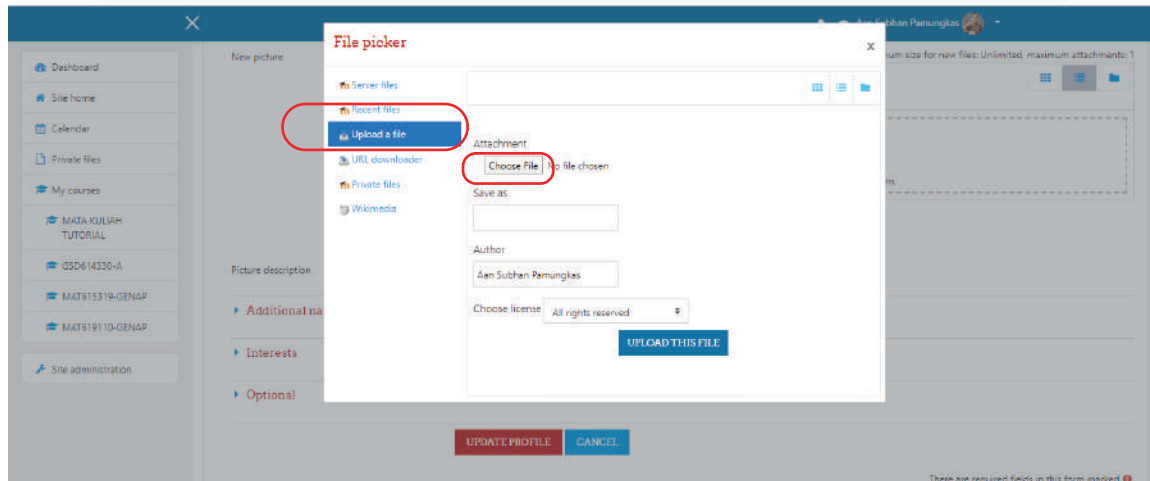 Aan Subhan Pamungkas
File picker
x
New picture
num size for new files: Unlimited, maximum attachments: 1
Dashboard
Site home
Calendar
Private files
My courses
MATA KULIAH
TUTORIAL
GSD614330-A
MAT615319-GENAP
MAT619110-GENAP
Site administration
Server files
Recent files
Upload a file
URL downloader
Private files
Wikimedia
Attachment
Choose File No file chosen
Save as
Author
Aan Subhan Pamungkas
Choose license All rights reserved
UPLOAD THIS FILE
Picture description
Additional na
Interests
Optional
UPDATE PROFILE CANCEL
There are required fields in this form marked